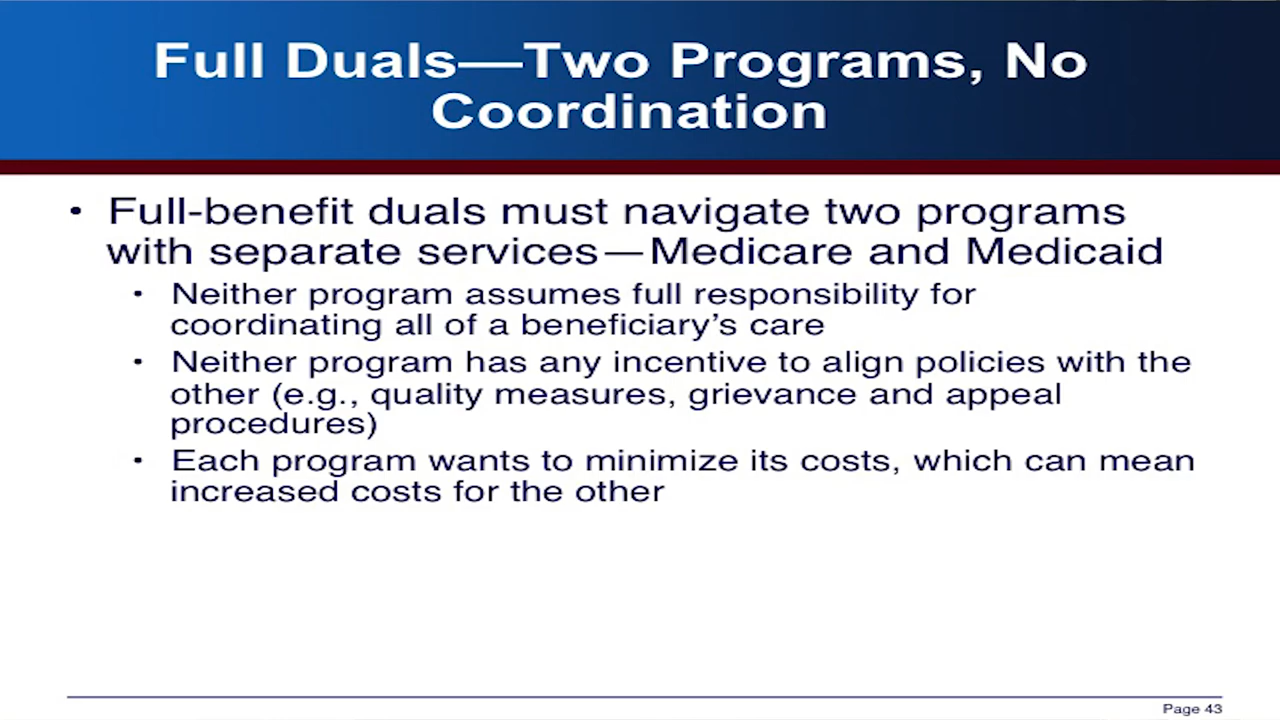 Full Duals—Two Programs, No
Coordination
• Full-benefit duals must navigate two programs
with separate services—Medicare and Medicaid
• Neither program assumes full responsibility for
coordinating all of a beneficiary’s care
• Neither program has any incentive to align policies with the
other (e.g., quality measures, grievance and appeal
procedures)
• Each program wants to minimize its costs, which can mean
increased costs for the other
Page 43